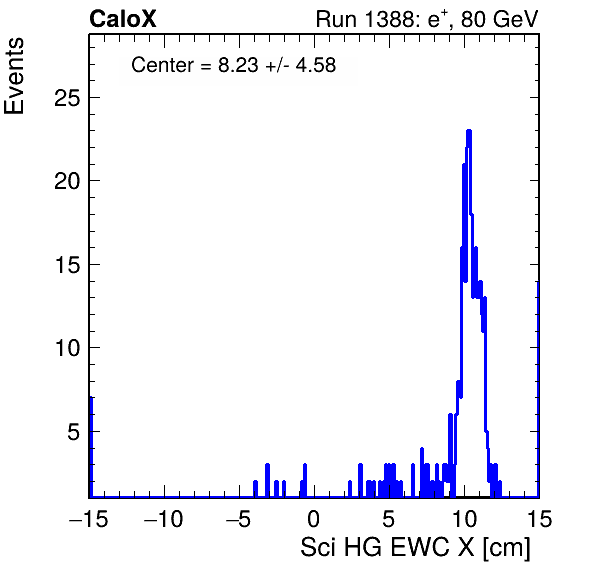 CaloX Run 1388: e⁺, 80 GeV
Center = 8.23 +/- 4.58
Events
25
20
15
10
5
−15 −10 −5 0 5 10 15
Sci HG EWC X [cm]